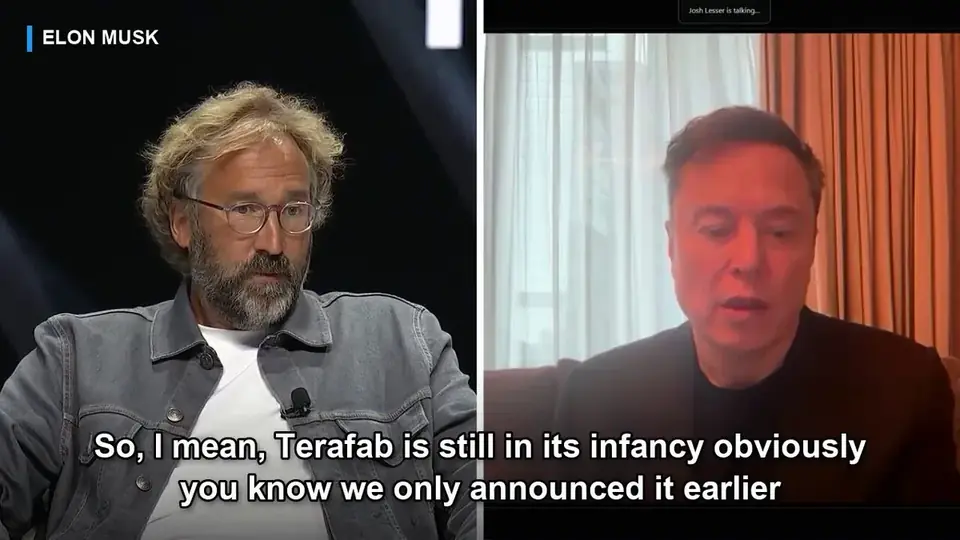 ELON MUSK
Josh Lesser is talking...
So, I mean, Terafab is still in its infancy obviously
you know we only announced it earlier